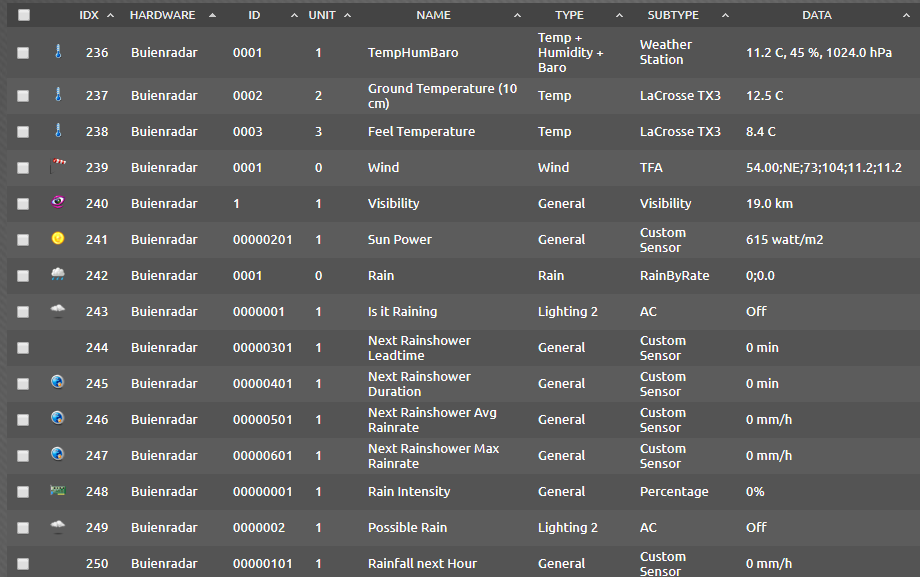 IDX HARDWARE ID UNIT NAME TYPE SUBTYPE DATA
236 Buienradar 0001 1 TempHumBaro Temp + Humidity + Baro Weather Station 11.2 C, 45 %, 1024.0 hPa
237 Buienradar 0002 2 Ground Temperature (10 cm) Temp LaCrosse TX3 12.5 C
238 Buienradar 0003 3 Feel Temperature Temp LaCrosse TX3 8.4 C
239 Buienradar 0001 0 Wind Wind TFA 54.00;NE;73;104;11.2;11.2
240 Buienradar 1 1 Visibility General Visibility 19.0 km
241 Buienradar 00000201 1 Sun Power General Custom Sensor 615 watt/m2
242 Buienradar 0001 0 Rain Rain RainByRate 0;0.0
243 Buienradar 0000001 1 Is it Raining Lighting 2 AC Off
244 Buienradar 00000301 1 Next Rainshower Leadtime General Custom Sensor 0 min
245 Buienradar 00000401 1 Next Rainshower Duration General Custom Sensor 0 min
246 Buienradar 00000501 1 Next Rainshower Avg Rainrate General Custom Sensor 0 mm/h
247 Buienradar 00000601 1 Next Rainshower Max Rainrate General Custom Sensor 0 mm/h
248 Buienradar 00000001 1 Rain Intensity General Percentage 0%
249 Buienradar 0000002 1 Possible Rain Lighting 2 AC Off
250 Buienradar 00000101 1 Rainfall next Hour General Custom Sensor 0 mm/h